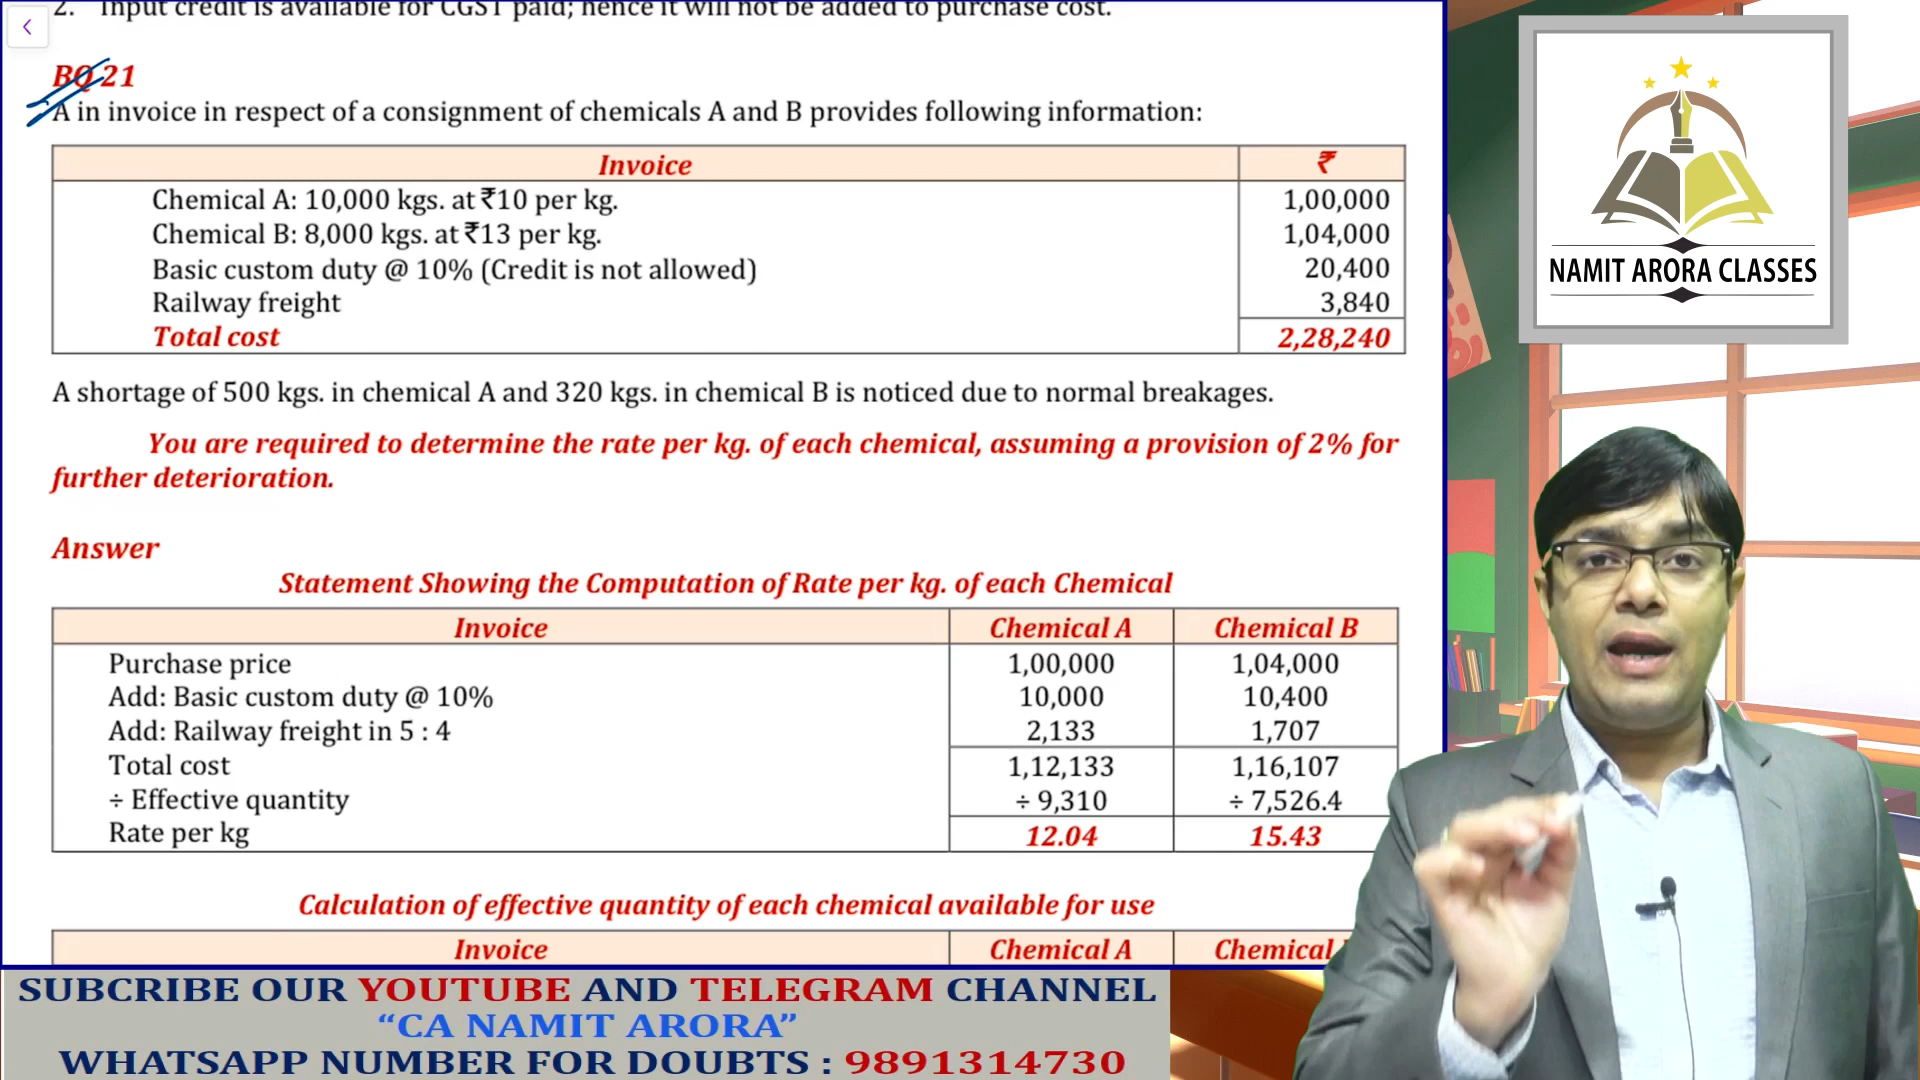 2. Input credit is available for CGST paid; hence it will not be added to purchase cost.
BQ 21
A in invoice in respect of a consignment of chemicals A and B provides following information:
Invoice ₹
Chemical A: 10,000 kgs. at ₹10 per kg. 1,00,000
Chemical B: 8,000 kgs. at ₹13 per kg. 1,04,000
Basic custom duty @ 10% (Credit is not allowed) 20,400
Railway freight 3,840
Total cost 2,28,240
A shortage of 500 kgs. in chemical A and 320 kgs. in chemical B is noticed due to normal breakages.
You are required to determine the rate per kg. of each chemical, assuming a provision of 2% for
further deterioration.
Answer
Statement Showing the Computation of Rate per kg. of each Chemical
Invoice Chemical A Chemical B
Purchase price 1,00,000 1,04,000
Add: Basic custom duty @ 10% 10,000 10,400
Add: Railway freight in 5 : 4 2,133 1,707
Total cost 1,12,133 1,16,107
÷ Effective quantity ÷ 9,310 ÷ 7,526.4
Rate per kg 12.04 15.43
Calculation of effective quantity of each chemical available for use
Invoice Chemical A Chemical
NAMIT ARORA CLASSES
SUBCRIBE OUR YOUTUBE AND TELEGRAM CHANNEL
“CA NAMIT ARORA”
WHATSAPP NUMBER FOR DOUBTS : 9891314730